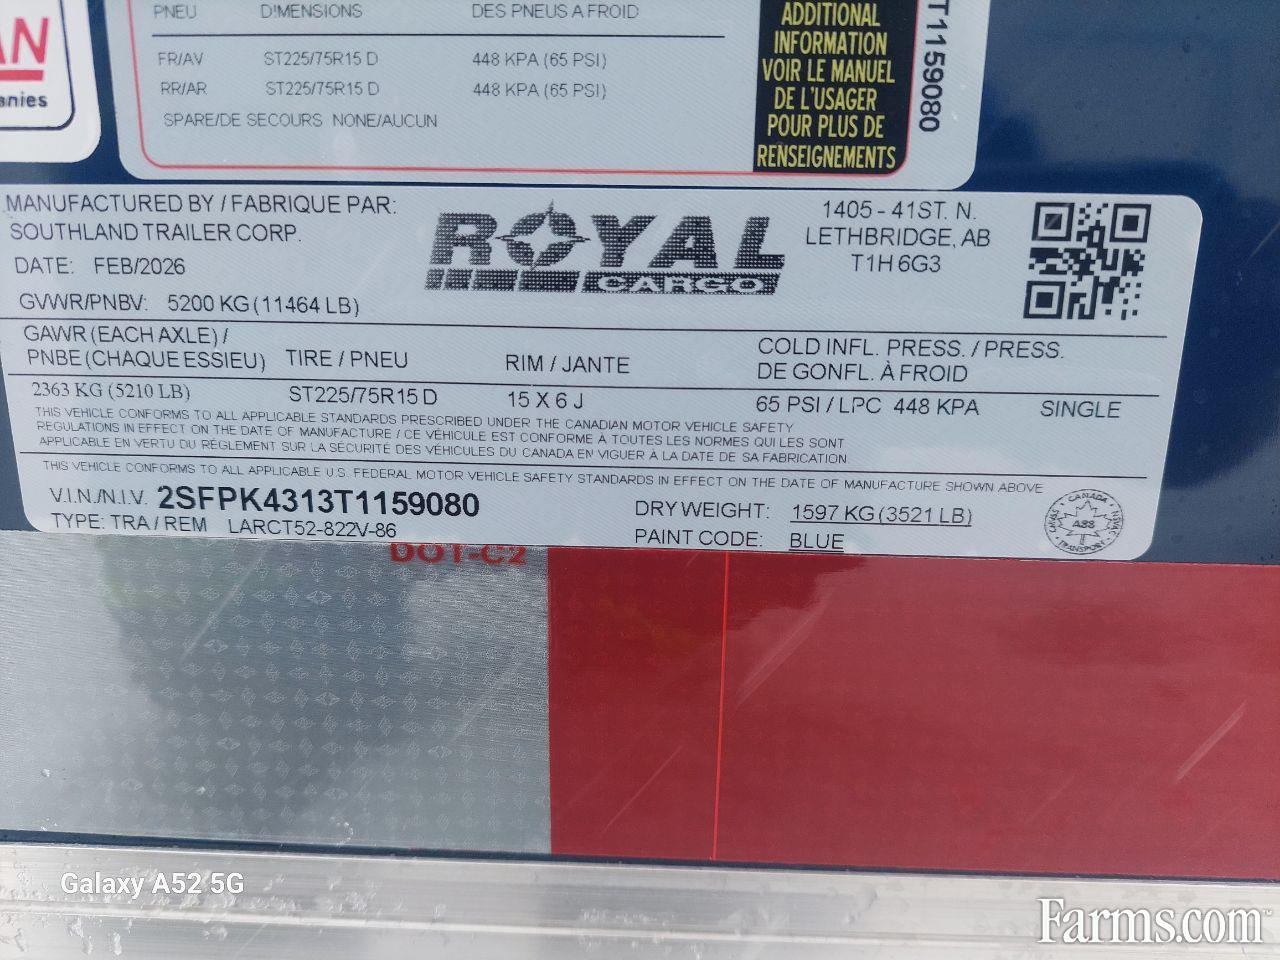 AN
anies
PNEU DIMENSIONS DES PNEUS A FROID
FR/AV ST225/75R15 D 448 KPA (65 PSI)
RR/AR ST225/75R15 D 448 KPA (65 PSI)
SPARE/DE SECOURS NONE/AUCUN
ADDITIONAL
INFORMATION
VOIR LE MANUEL
DE L'USAGER
POUR PLUS DE
RENSEIGNEMENTS
T1159080
MANUFACTURED BY / FABRIQUE PAR:
SOUTHLAND TRAILER CORP.
DATE: FEB/2026
GVWR/PNBV: 5200 KG (11464 LB)
ROYAL
CARGO
1405 - 41ST. N.
LETHBRIDGE, AB
T1H 6G3
GAWR (EACH AXLE) /
PNBE (CHAQUE ESSIEU) TIRE / PNEU RIM / JANTE COLD INFL. PRESS. / PRESS.
DE GONFL. À FROID
2363 KG (5210 LB) ST225/75R15 D 15 X 6 J 65 PSI / LPC 448 KPA SINGLE
THIS VEHICLE CONFORMS TO ALL APPLICABLE STANDARDS PRESCRIBED UNDER THE CANADIAN MOTOR VEHICLE SAFETY
REGULATIONS IN EFFECT ON THE DATE OF MANUFACTURE / CE VÉHICULE EST CONFORME À TOUTES LES NORMES QUI LES SONT
APPLICABLE EN VERTU DU RÉGLEMENT SUR LA SÉCURITÉ DES VÉHICULES DU CANADA EN VIGUER À LA DATE DE SA FABRICATION.
THIS VEHICLE CONFORMS TO ALL APPLICABLE U.S. FEDERAL MOTOR VEHICLE SAFETY STANDARDS IN EFFECT ON THE DATE OF MANUFACTURE SHOWN ABOVE
V.I.N./N.I.V. 2SFPK4313T1159080 DRY WEIGHT: 1597 KG (3521 LB)
TYPE: TRA / REM LARCT52-822V-86 PAINT CODE: BLUE
CANADA
TRANSPORT
DOT-C2
Galaxy A52 5G
Farms.com